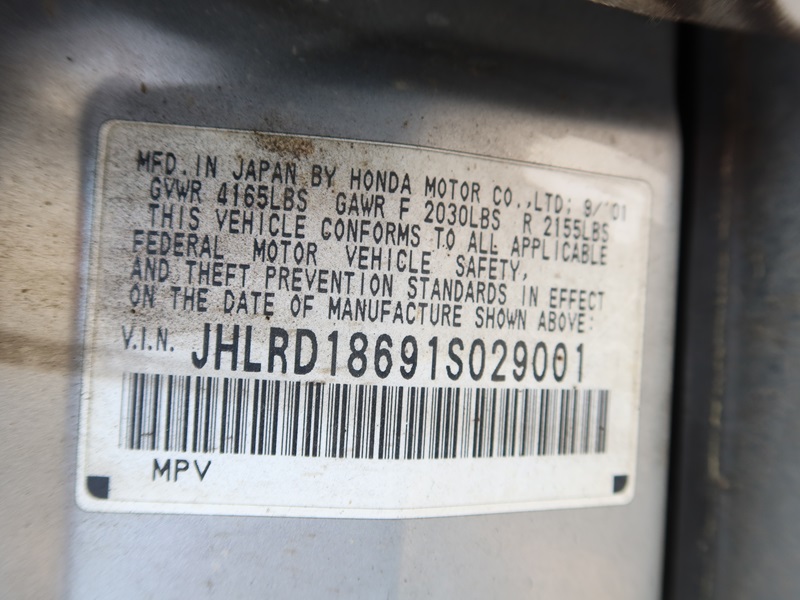 MFD. IN JAPAN BY HONDA MOTOR CO., LTD; 9/'01
GVWR 4165LBS GAWR F 2030LBS R 2155LBS
THIS VEHICLE CONFORMS TO ALL APPLICABLE
FEDERAL MOTOR VEHICLE SAFETY,
AND THEFT PREVENTION STANDARDS IN EFFECT
ON THE DATE OF MANUFACTURE SHOWN ABOVE:
V.I.N. JHLRD18691S029001
MPV